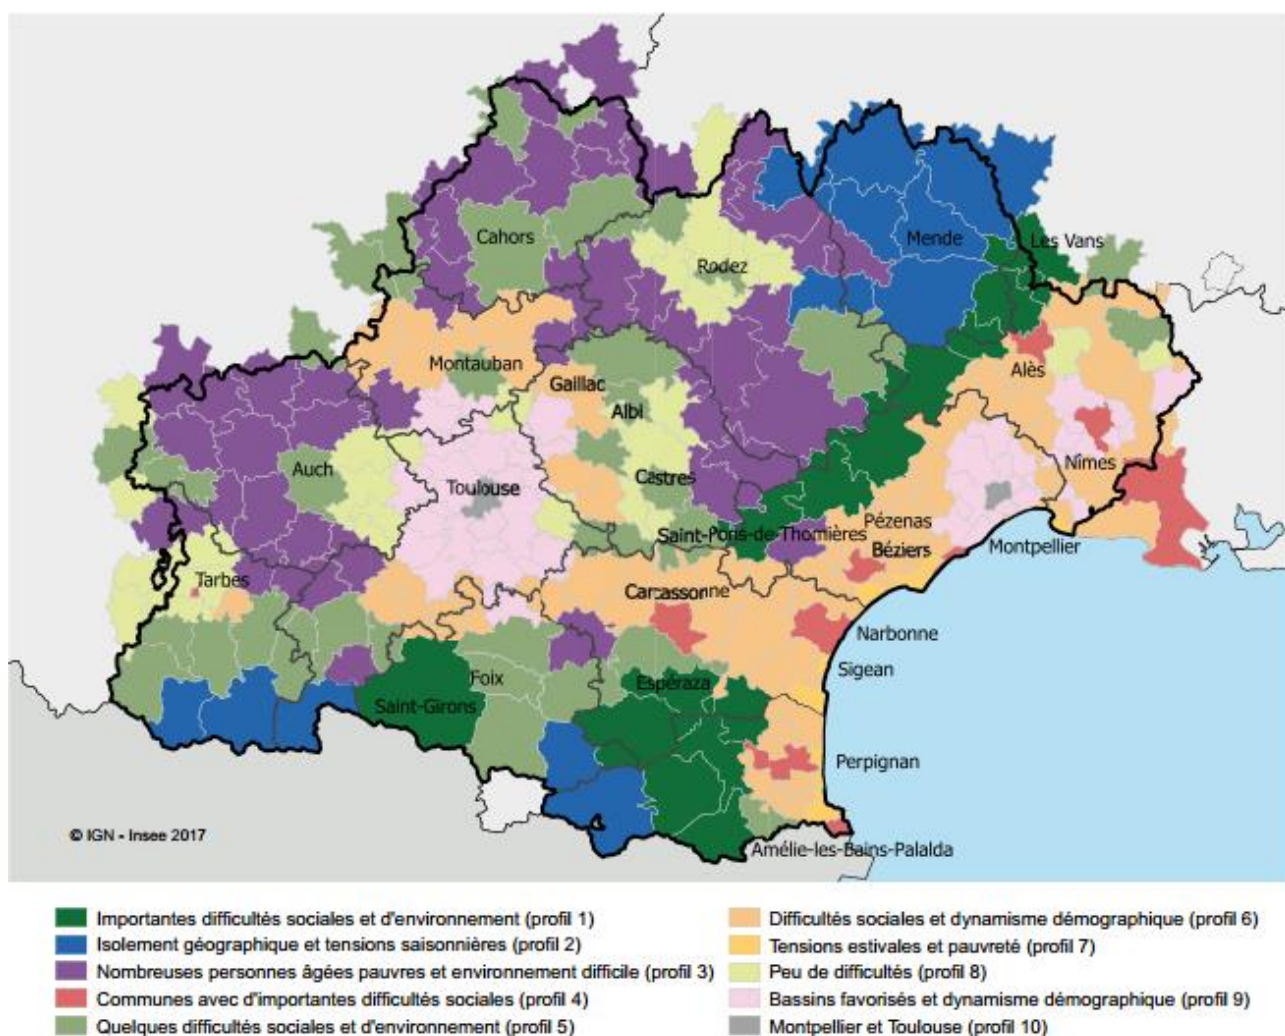 Cahors
Mende
Les Vans
Rodez
Montauban
Alès
Gaillac
Albi
Auch
Castres
Nîmes
Toulouse
Saint-Pons-de-Thomières
Pézenas
Béziers
Montpellier
Tarbes
Carcassonne
Narbonne
Foix
Sigean
Espéraza
Saint-Girons
Perpignan
© IGN - Insee 2017
Amélie-les-Bains-Palalda
Importantes difficultés sociales et d'environnement (profil 1)
Isolement géographique et tensions saisonnières (profil 2)
Nombreuses personnes âgées pauvres et environnement difficile (profil 3)
Communes avec d'importantes difficultés sociales (profil 4)
Quelques difficultés sociales et d'environnement (profil 5)
Difficultés sociales et dynamisme démographique (profil 6)
Tensions estivales et pauvreté (profil 7)
Peu de difficultés (profil 8)
Bassins favorisés et dynamisme démographique (profil 9)
Montpellier et Toulouse (profil 10)